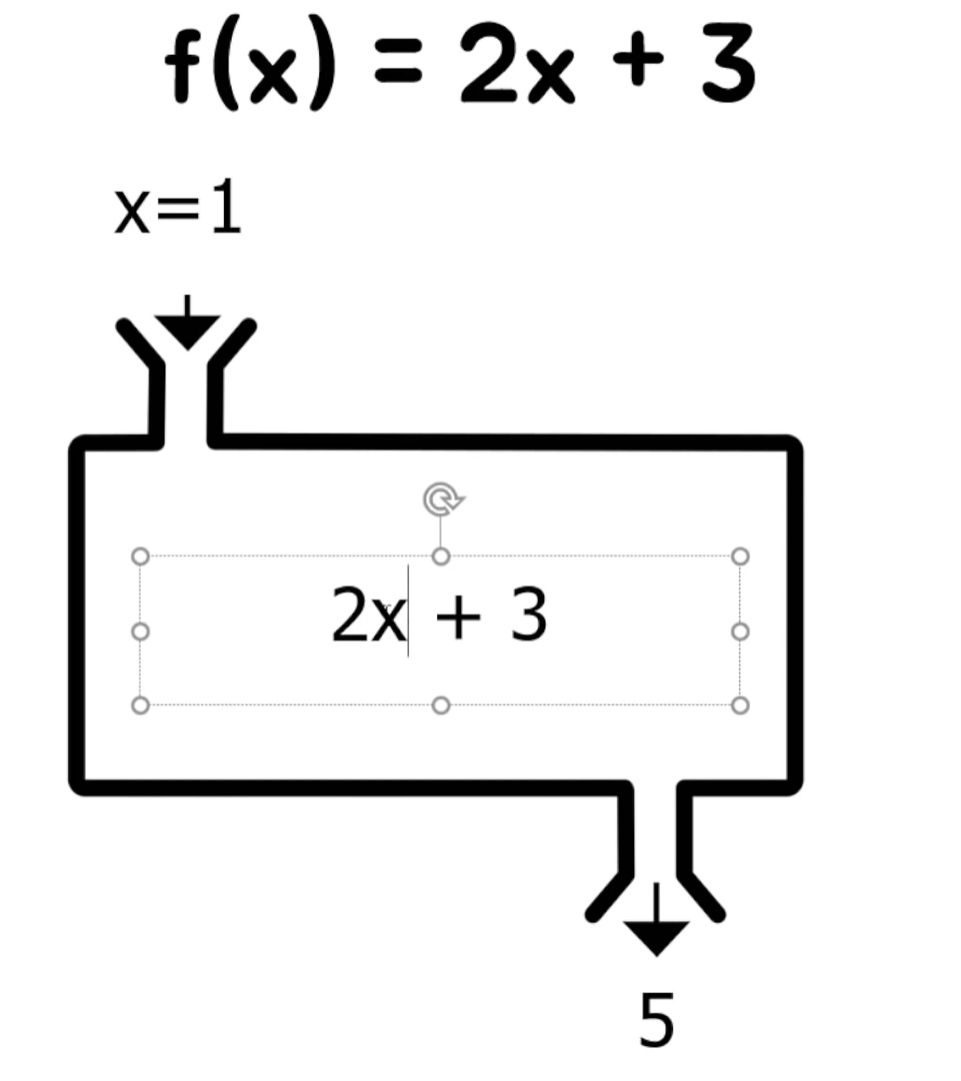 f(x) = 2x + 3
x=1
2x + 3
5